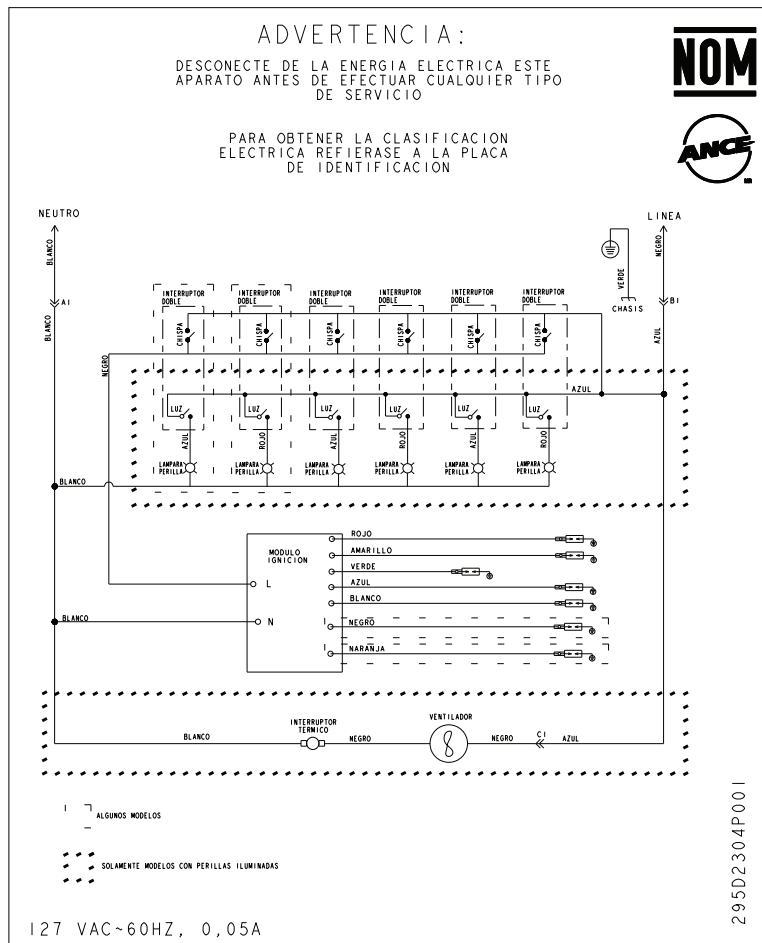 ADVERTENCIA:
DESCONECTE DE LA ENERGIA ELECTRICA ESTE
APARATO ANTES DE EFECTUAR CUALQUIER TIPO
DE SERVICIO
NOM
PARA OBTENER LA CLASIFICACION
ELECTRICA REFIERASE A LA PLACA
DE IDENTIFICACION
ANCE
MR
NEUTRO
LINEA
BLANCO
NEGRO
VERDE
CHASIS
A1
B1
BLANCO
AZUL
INTERRUPTOR
DOBLE
INTERRUPTOR
DOBLE
INTERRUPTOR
DOBLE
INTERRUPTOR
DOBLE
INTERRUPTOR
DOBLE
INTERRUPTOR
DOBLE
CHISPA
CHISPA
CHISPA
CHISPA
CHISPA
CHISPA
NEGRO
AZUL
LUZ
LUZ
LUZ
LUZ
LUZ
LUZ
AZUL
ROJO
AZUL
ROJO
AZUL
ROJO
LAMPARA
PERILLA
LAMPARA
PERILLA
LAMPARA
PERILLA
LAMPARA
PERILLA
LAMPARA
PERILLA
LAMPARA
PERILLA
BLANCO
MODULO
IGNICION
L
N
ROJO
AMARILLO
VERDE
AZUL
BLANCO
NEGRO
NARANJA
BLANCO
BLANCO
INTERRUPTOR
TERMICO
NEGRO
VENTILADOR
NEGRO
C1
AZUL
ALGUNOS MODELOS
SOLAMENTE MODELOS CON PERILLAS ILUMINADAS
295D2304P001
127 VAC~60HZ, 0,05A